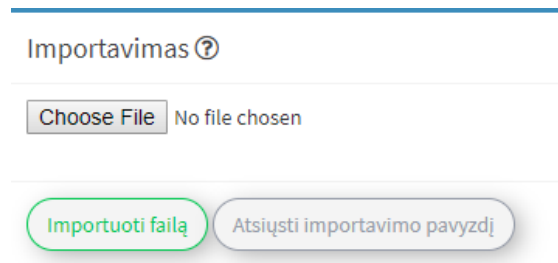 Importavimas ?
Choose File No file chosen
Importuoti failą Atsiųsti importavimo pavyzdį